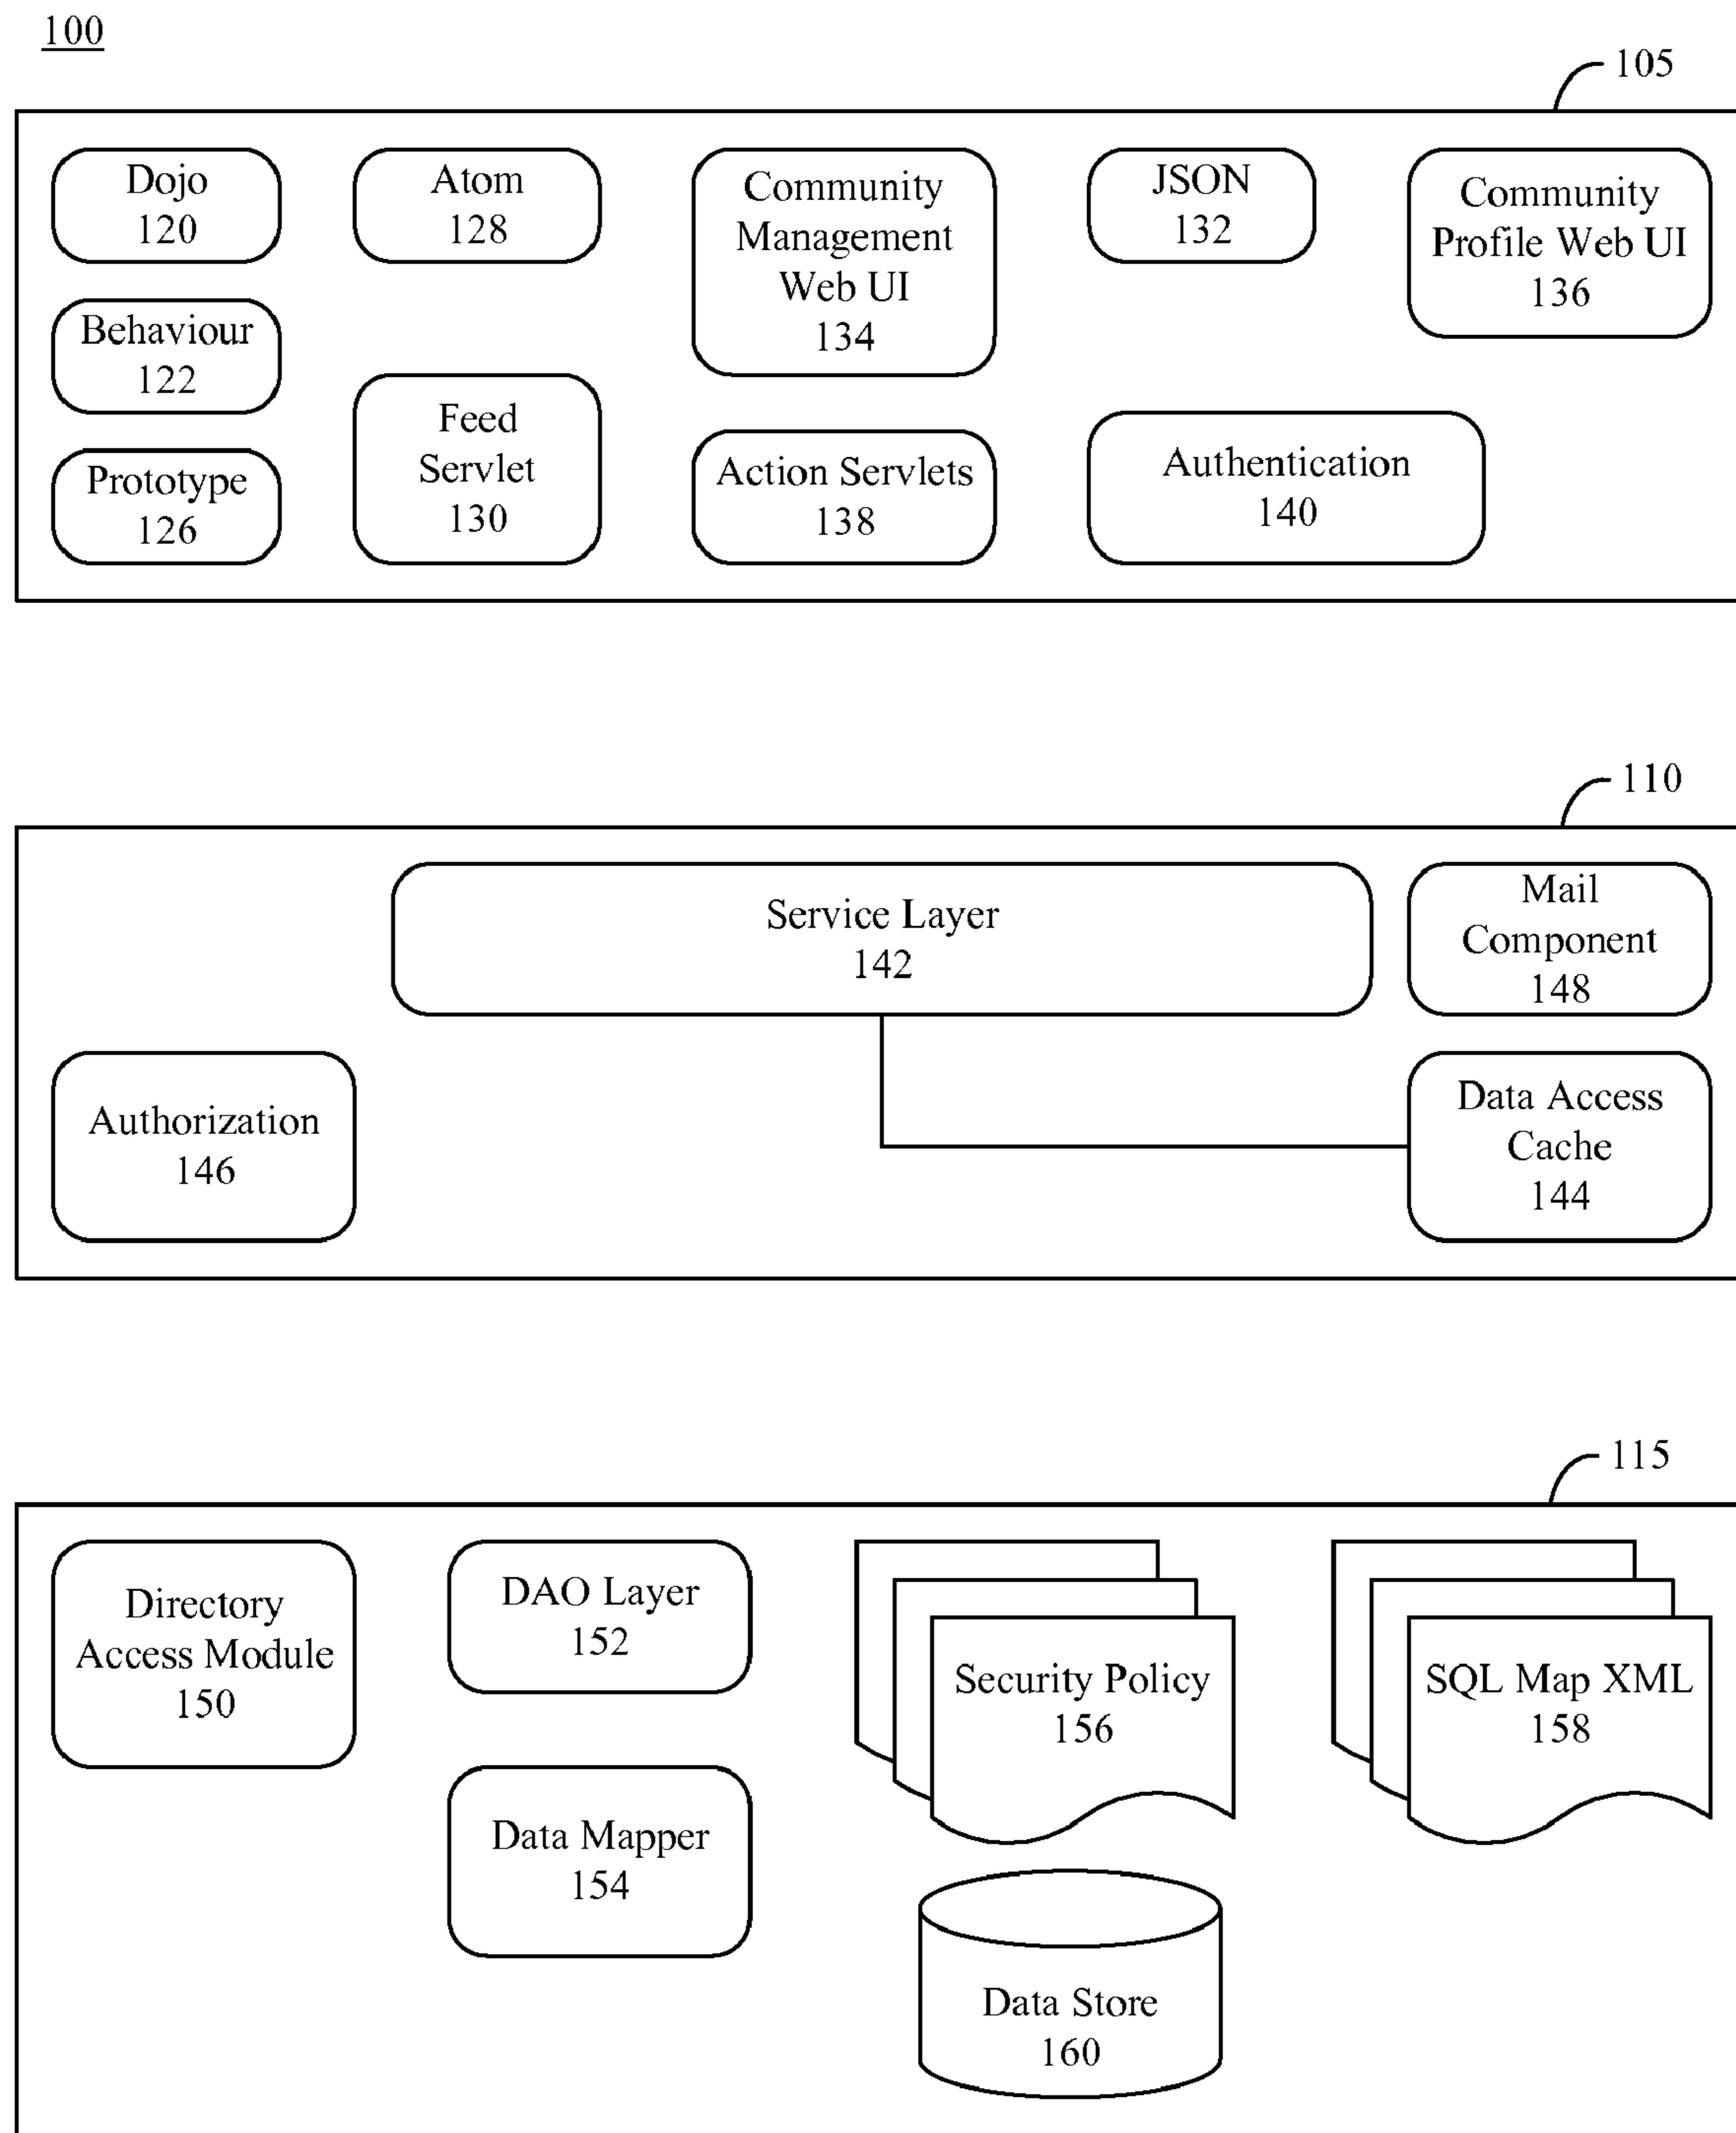 100
105
Dojo
120
Atom
128
Community
Management
Web UI
134
JSON
132
Community
Profile Web UI
136
Behaviour
122
Feed
Servlet
130
Prototype
126
Action Servlets
138
Authentication
140
110
Service Layer
142
Mail
Component
148
Authorization
146
Data Access
Cache
144
115
Directory
Access Module
150
DAO Layer
152
Security Policy
156
SQL Map XML
158
Data Mapper
154
Data Store
160